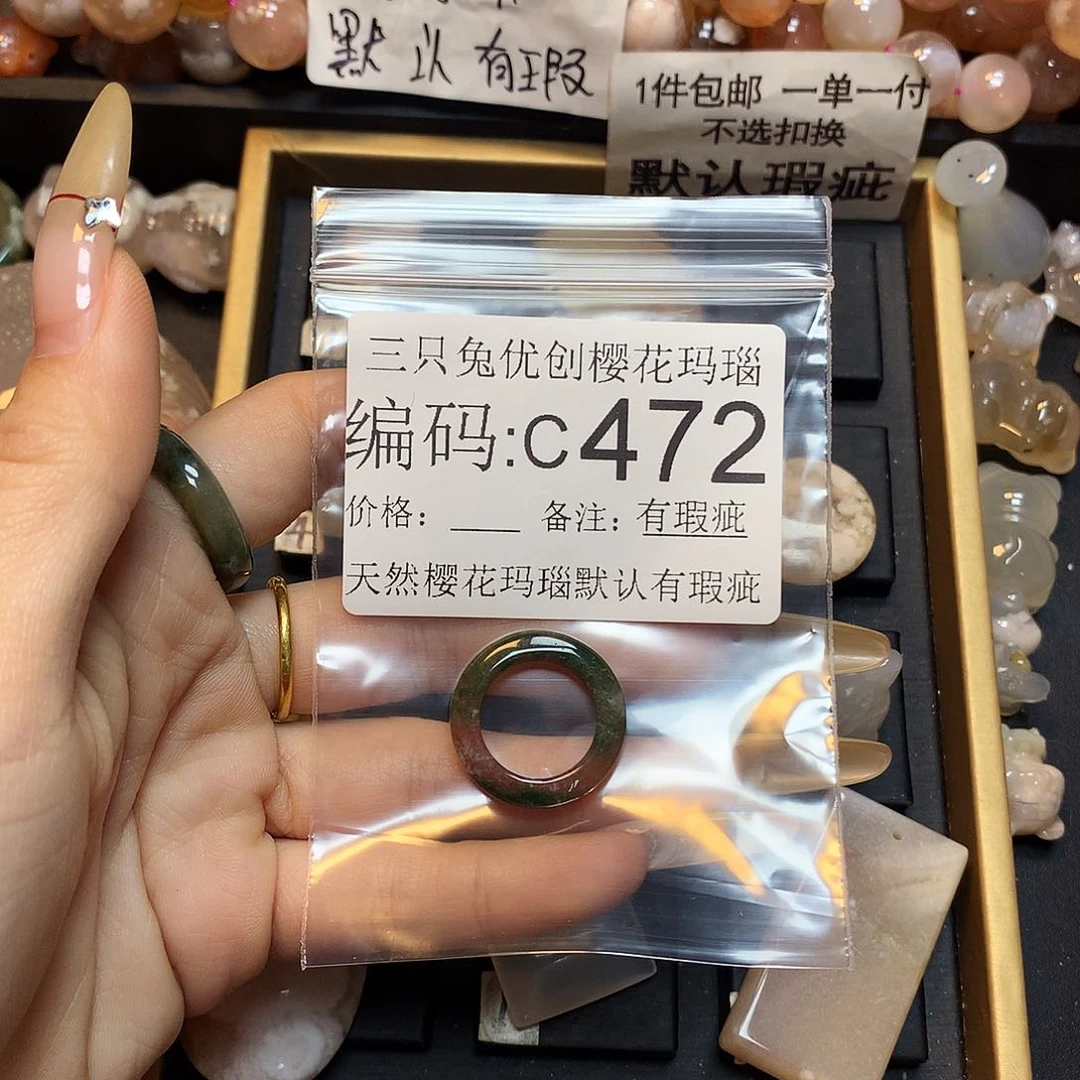 默认有瑕
1件包邮 一单一付
不选扣换
默认瑕疵
三只兔优创樱花玛瑙
编码:C472
价格：___ 备注：有瑕疵
天然樱花玛瑙默认有瑕疵